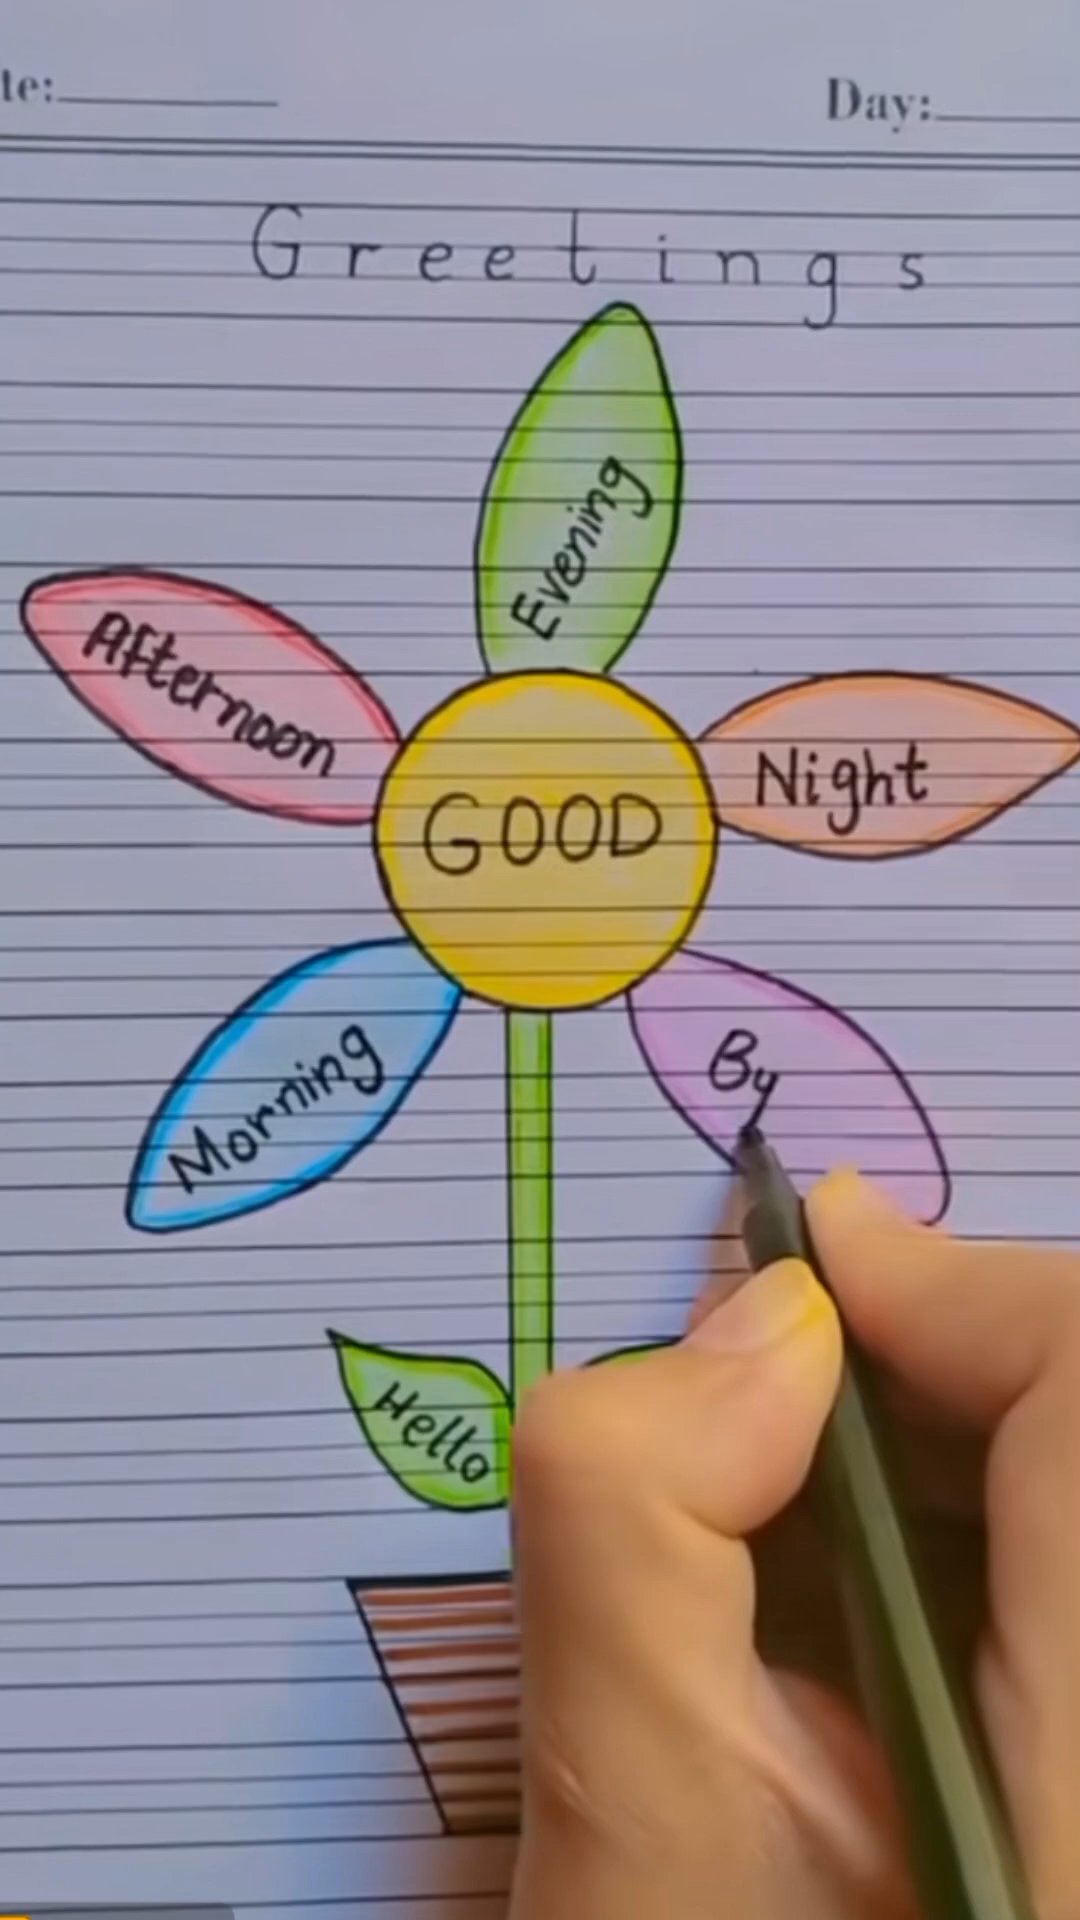 te:
Day:
Greetings
Evening
Afternoon
Night
GOOD
Morning
By
Hello